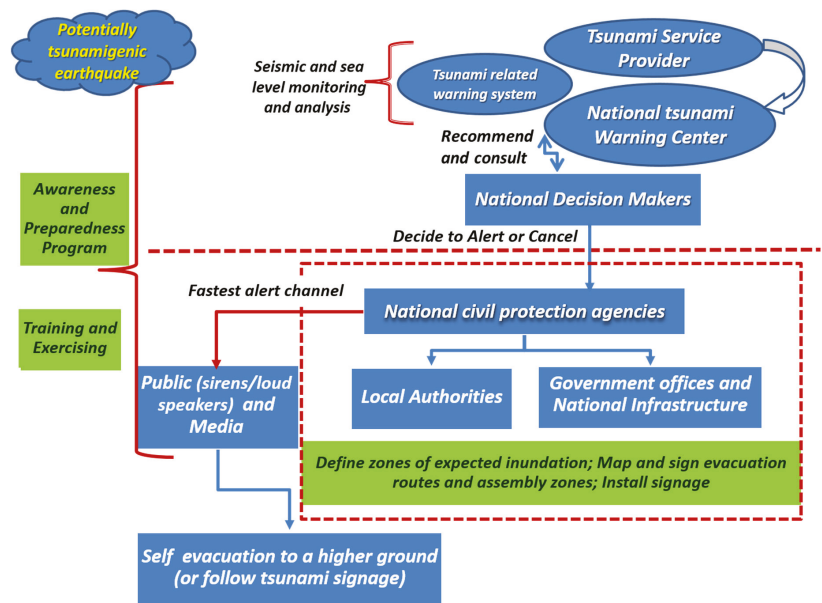 Potentially
tsunamigenic
earthquake
Seismic and sea
level monitoring
and analysis
Tsunami related
warning system
Tsunami Service
Provider
National tsunami
Warning Center
Recommend
and consult
National Decision Makers
Awareness
and
Preparedness
Program
Decide to Alert or Cancel
Fastest alert channel
National civil protection agencies
Training and
Exercising
Public (sirens/loud
speakers) and
Media
Local Authorities
Government offices and
National Infrastructure
Define zones of expected inundation; Map and sign evacuation
routes and assembly zones; Install signage
Self evacuation to a higher ground
(or follow tsunami signage)